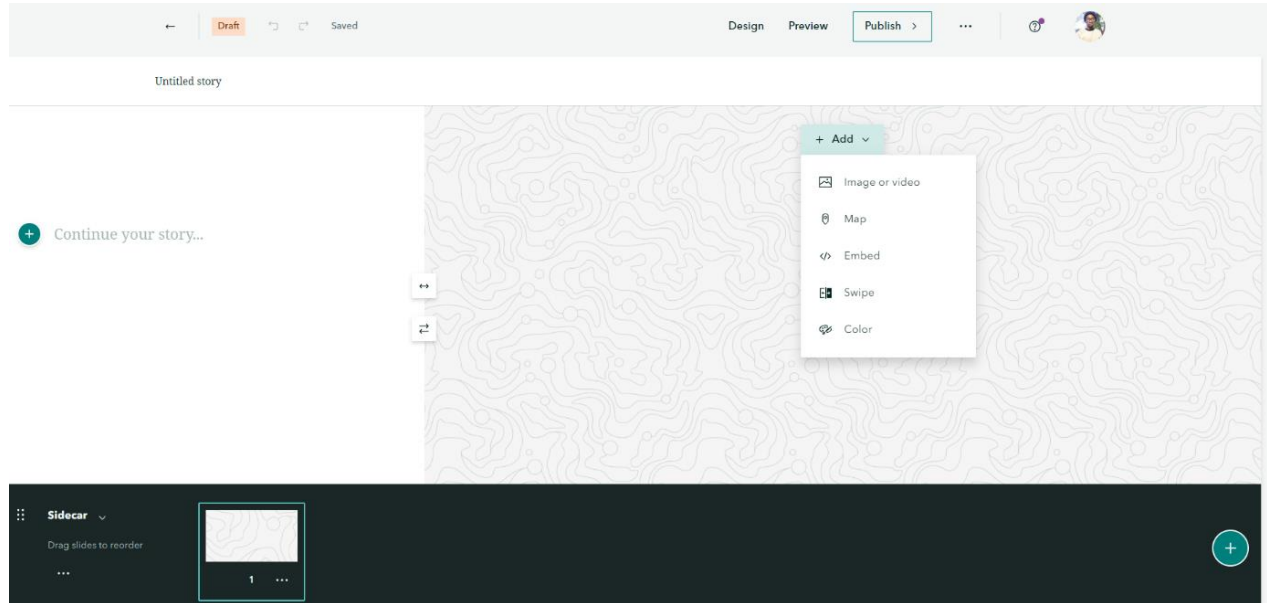 Draft
Saved
Design
Preview
Publish
Untitled story
+ Add
Image or video
Map
Embed
Swipe
Color
Continue your story...
Sidecar
Drag slides to reorder
1